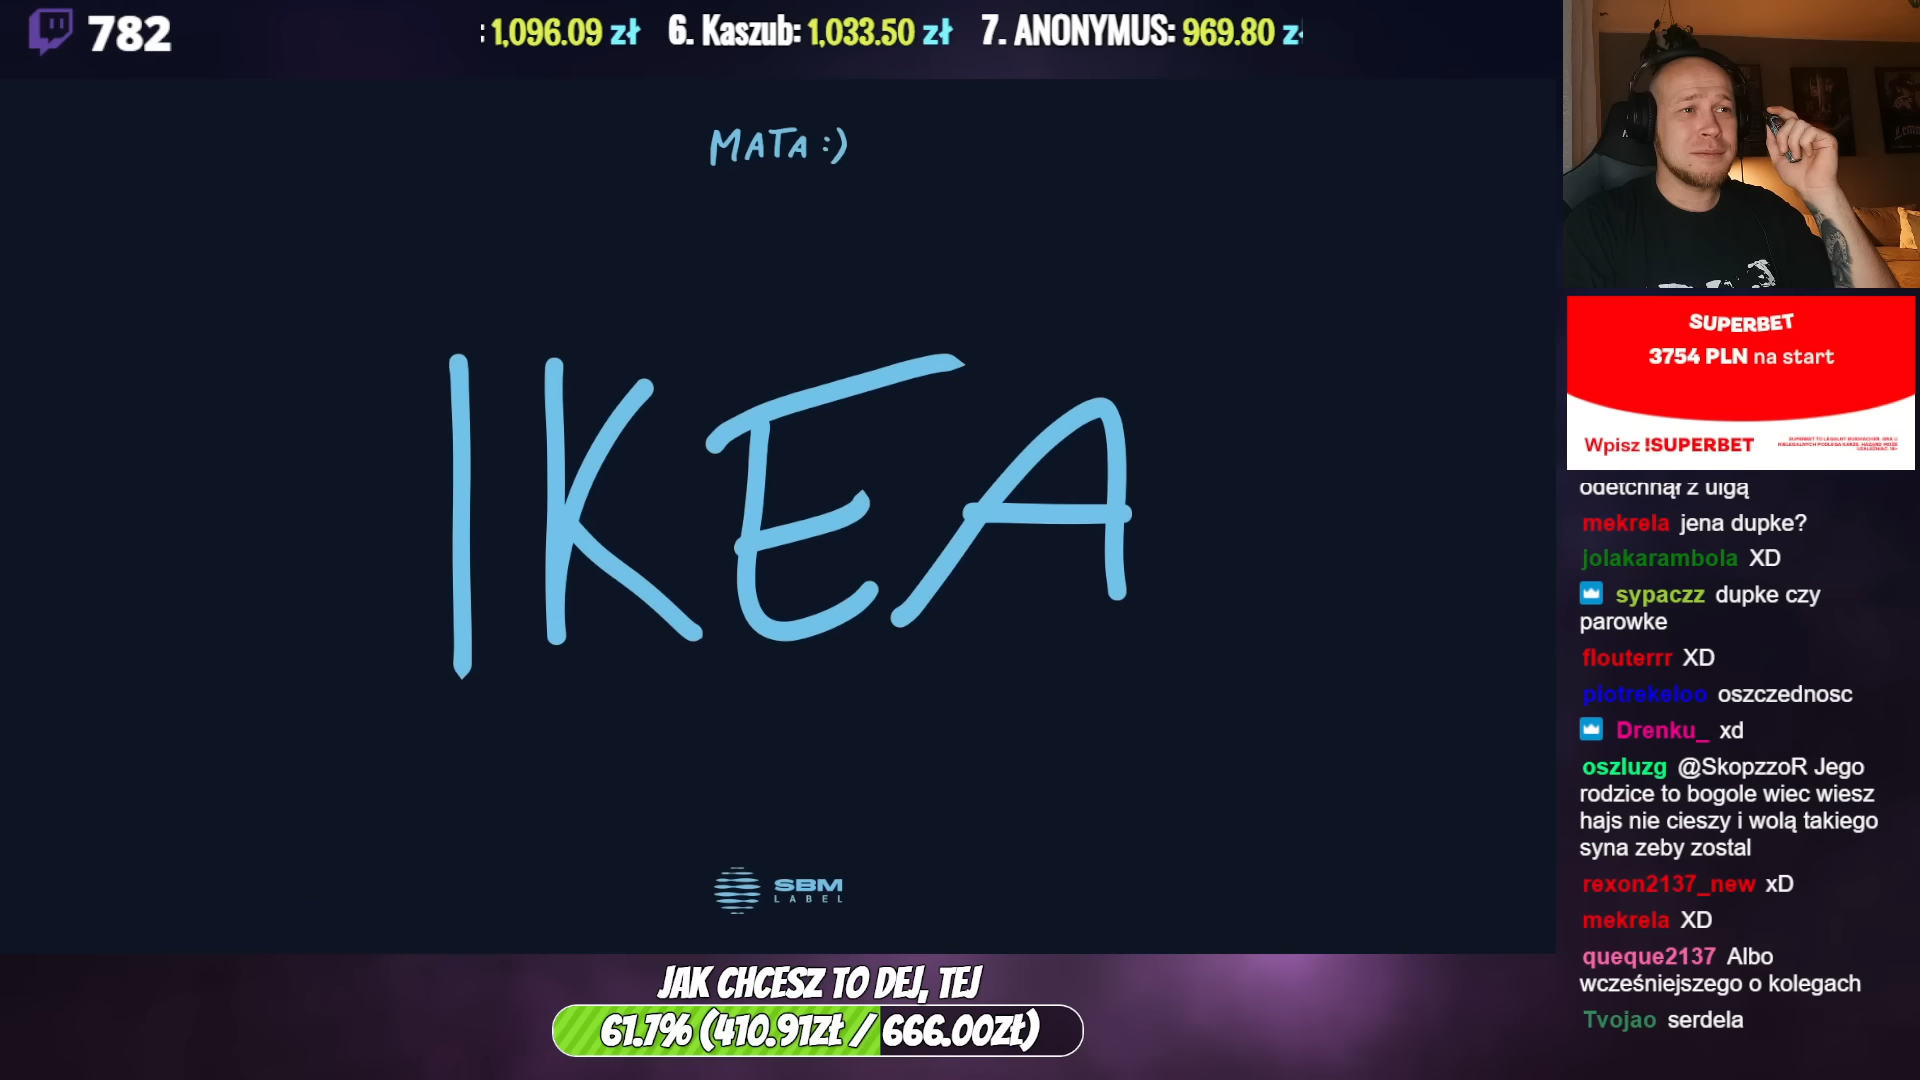 782
: 1,096.09 zł 6. Kaszub: 1,033.50 zł 7. ANONYMUS: 969.80 z
MATA :)
IKEA
SBM
LABEL
JAK CHCESZ TO DEJ, TEJ
61.7% (410.91ZŁ / 666.00ZŁ)
SUPERBET
3754 PLN na start
Wpisz !SUPERBET
odetchnął z ulgą
mekrela jena dupke?
jolakarambola XD
sypaczz dupke czy
parowke
flouterrr XD
piotrekeloo oszczednosc
Drenku_ xd
oszluzg @SkopzzoR Jego
rodzice to bogole wiec wiesz
hajs nie cieszy i wolą takiego
syna zeby zostal
rexon2137_new xD
mekrela XD
queque2137 Albo
wcześniejszego o kolegach
Tvojao serdela